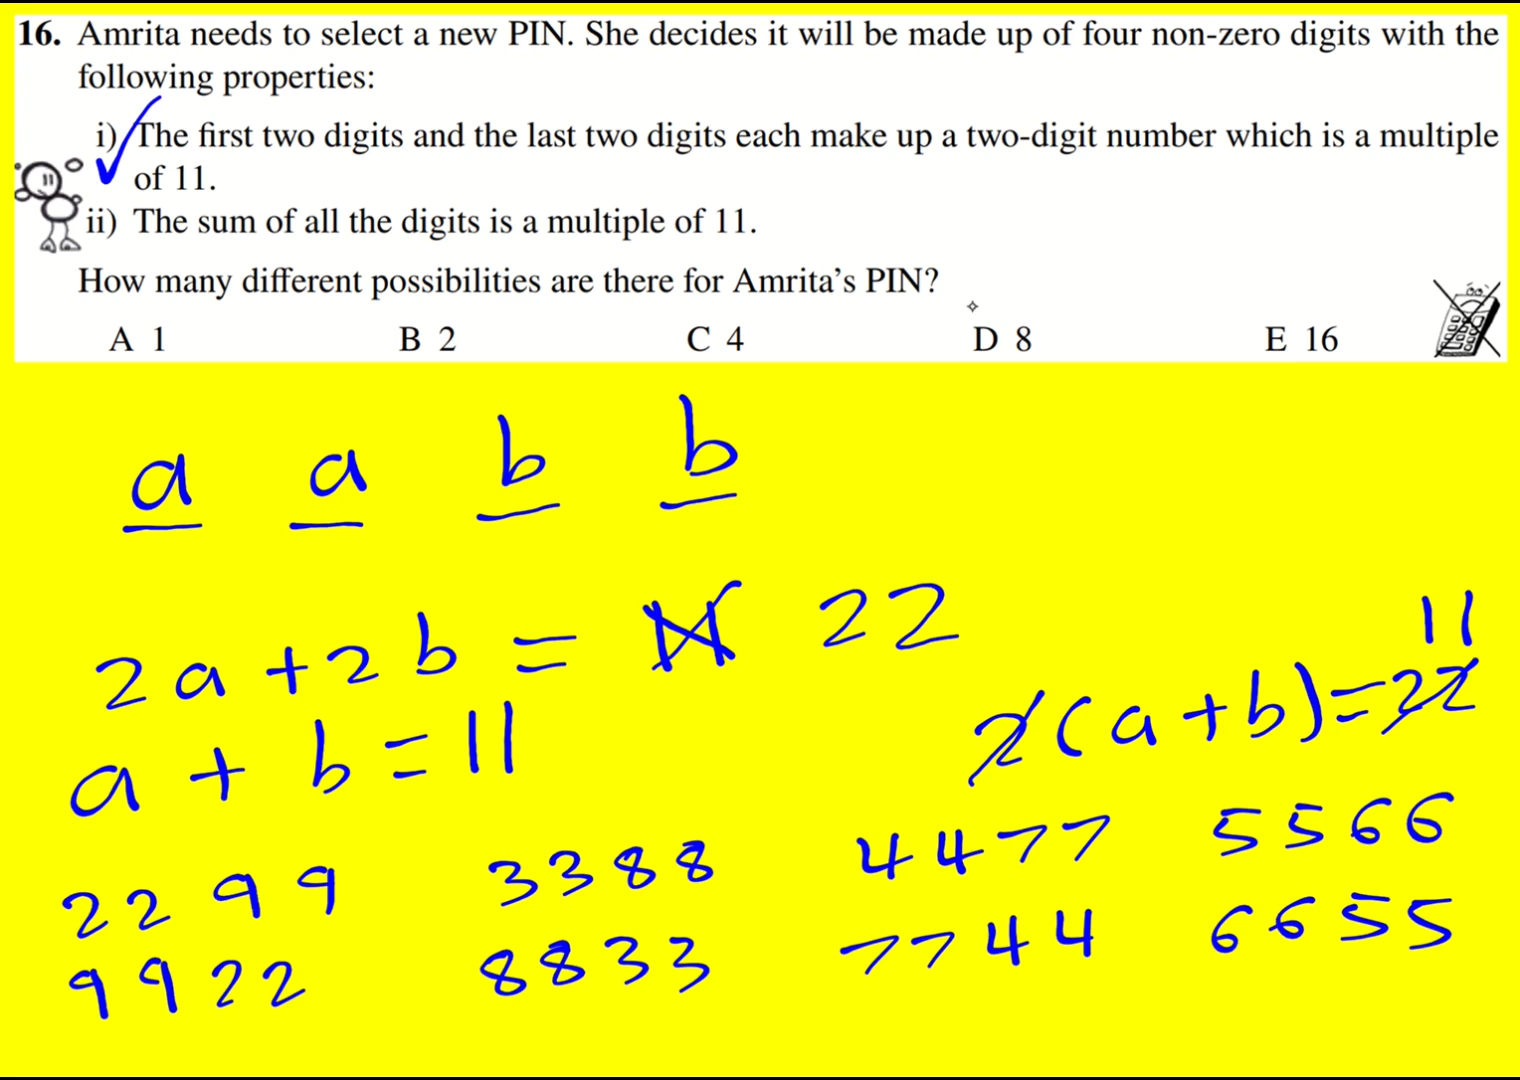 16. Amrita needs to select a new PIN. She decides it will be made up of four non-zero digits with the
following properties:
i) The first two digits and the last two digits each make up a two-digit number which is a multiple
of 11.
ii) The sum of all the digits is a multiple of 11.
How many different possibilities are there for Amrita's PIN?
A 1 B 2 C 4 D 8 E 16
a a b b
2a + 2b = 11 22
a + b = 11
11
2(a + b) = 22
2299 3388 4477 5566
9922 8833 7744 6655